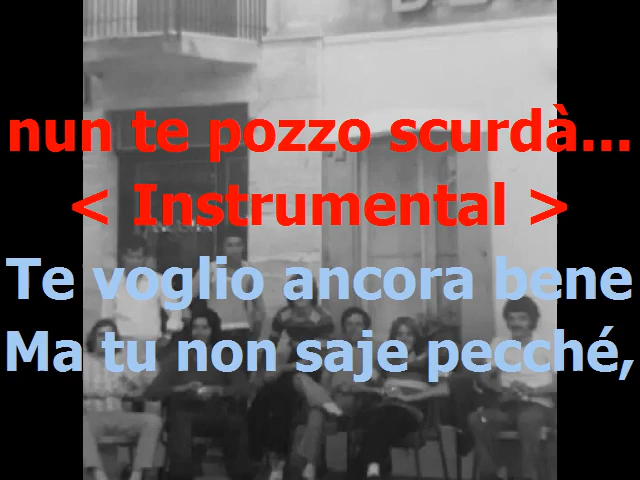 nun te pozzo scurdà...
< Instrumental >
Te voglio ancora bene
Ma tu non saje pecché,